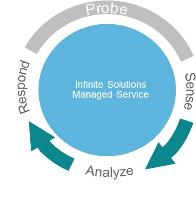 Probe
Infinite Solutions
Managed Service
Sense
Analyze
Respond